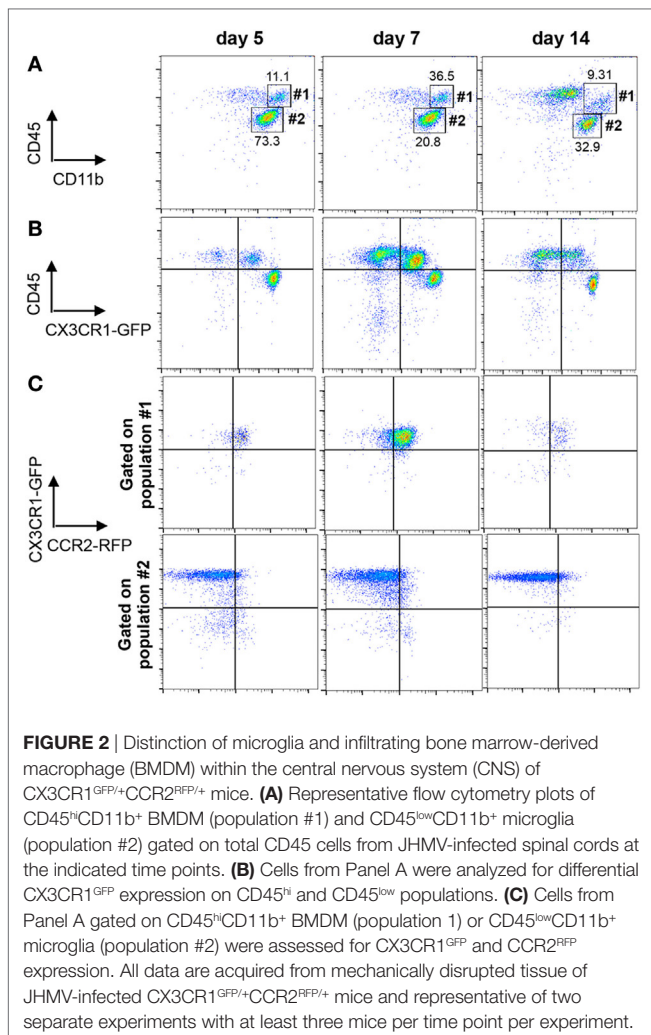 day 5 day 7 day 14
A
11.1 36.5 9.31
#1 #1 #1
#2 #2 #2
73.3 20.8 32.9
CD45
CD11b
B
CD45
CX3CR1-GFP
C
Gated on
population #1
CX3CR1-GFP
CCR2-RFP
Gated on
population #2
FIGURE 2 | Distinction of microglia and infiltrating bone marrow-derived
macrophage (BMDM) within the central nervous system (CNS) of
CX3CR1ᴳᶠᴾ/⁺CCR2ᴿᶠᴾ/⁺ mice. (A) Representative flow cytometry plots of
CD45ʰⁱCD11b⁺ BMDM (population #1) and CD45ˡᵒʷCD11b⁺ microglia
(population #2) gated on total CD45 cells from JHMV-infected spinal cords at
the indicated time points. (B) Cells from Panel A were analyzed for differential
CX3CR1ᴳᶠᴾ expression on CD45ʰⁱ and CD45ˡᵒʷ populations. (C) Cells from
Panel A gated on CD45ʰⁱCD11b⁺ BMDM (population 1) or CD45ˡᵒʷCD11b⁺
microglia (population #2) were assessed for CX3CR1ᴳᶠᴾ and CCR2ᴿᶠᴾ
expression. All data are acquired from mechanically disrupted tissue of
JHMV-infected CX3CR1ᴳᶠᴾ/⁺CCR2ᴿᶠᴾ/⁺ mice and representative of two
separate experiments with at least three mice per time point per experiment.